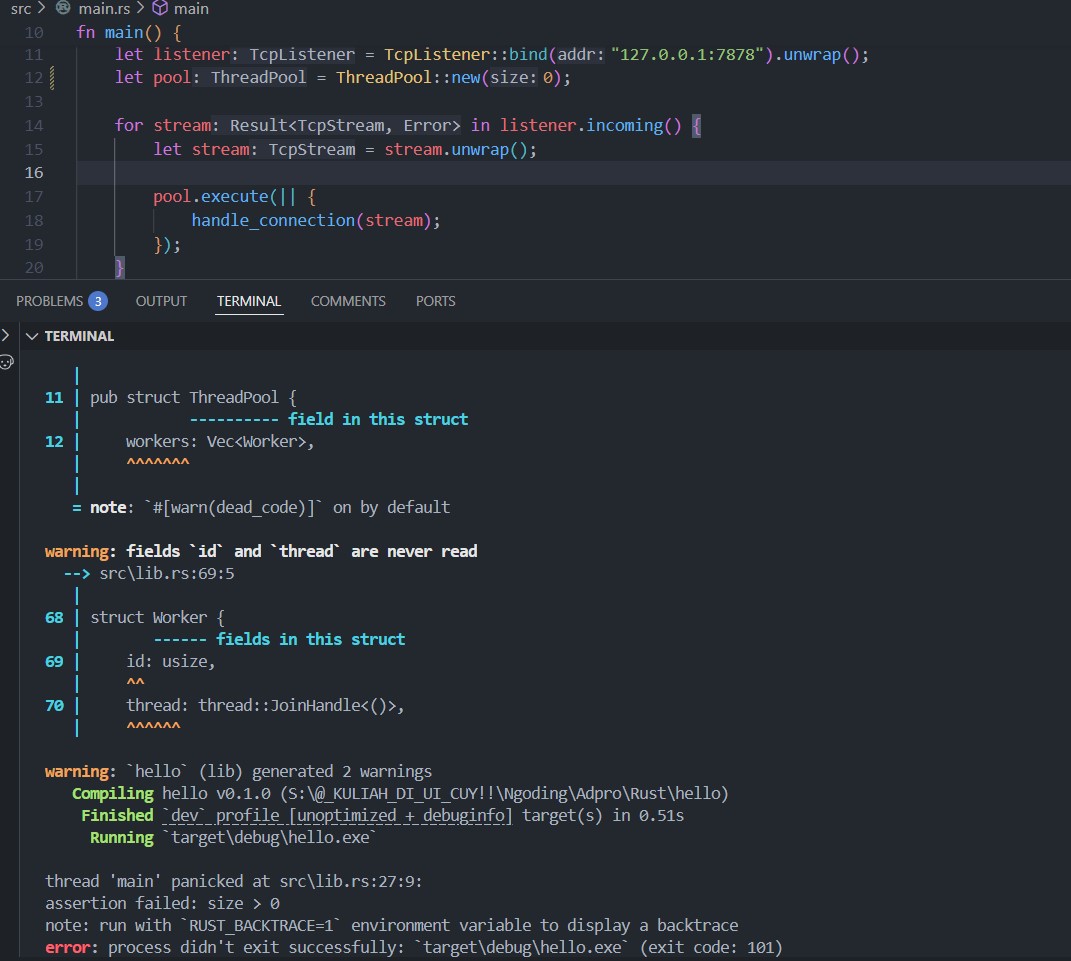 src > main.rs > main
10 fn main() {
11 let listener: TcpListener = TcpListener::bind(addr: "127.0.0.1:7878").unwrap();
12 let pool: ThreadPool = ThreadPool::new(size: 0);
13
14 for stream: Result<TcpStream, Error> in listener.incoming() {
15 let stream: TcpStream = stream.unwrap();
16
17 pool.execute(|| {
18 handle_connection(stream);
19 });
20 }
PROBLEMS 3 OUTPUT TERMINAL COMMENTS PORTS
TERMINAL
|
11 | pub struct ThreadPool {
| ---------- field in this struct
12 | workers: Vec<Worker>,
| ^^^^^^^
|
= note: `#[warn(dead_code)]` on by default
warning: fields `id` and `thread` are never read
--> src\lib.rs:69:5
|
68 | struct Worker {
| ------ fields in this struct
69 | id: usize,
| ^^
70 | thread: thread::JoinHandle<()>,
| ^^^^^^
warning: `hello` (lib) generated 2 warnings
Compiling hello v0.1.0 (S:\@_KULIAH_DI_UI_CUY!!\Ngoding\Adpro\Rust\hello)
Finished `dev` profile [unoptimized + debuginfo] target(s) in 0.51s
Running `target\debug\hello.exe`
thread 'main' panicked at src\lib.rs:27:9:
assertion failed: size > 0
note: run with `RUST_BACKTRACE=1` environment variable to display a backtrace
error: process didn't exit successfully: `target\debug\hello.exe` (exit code: 101)